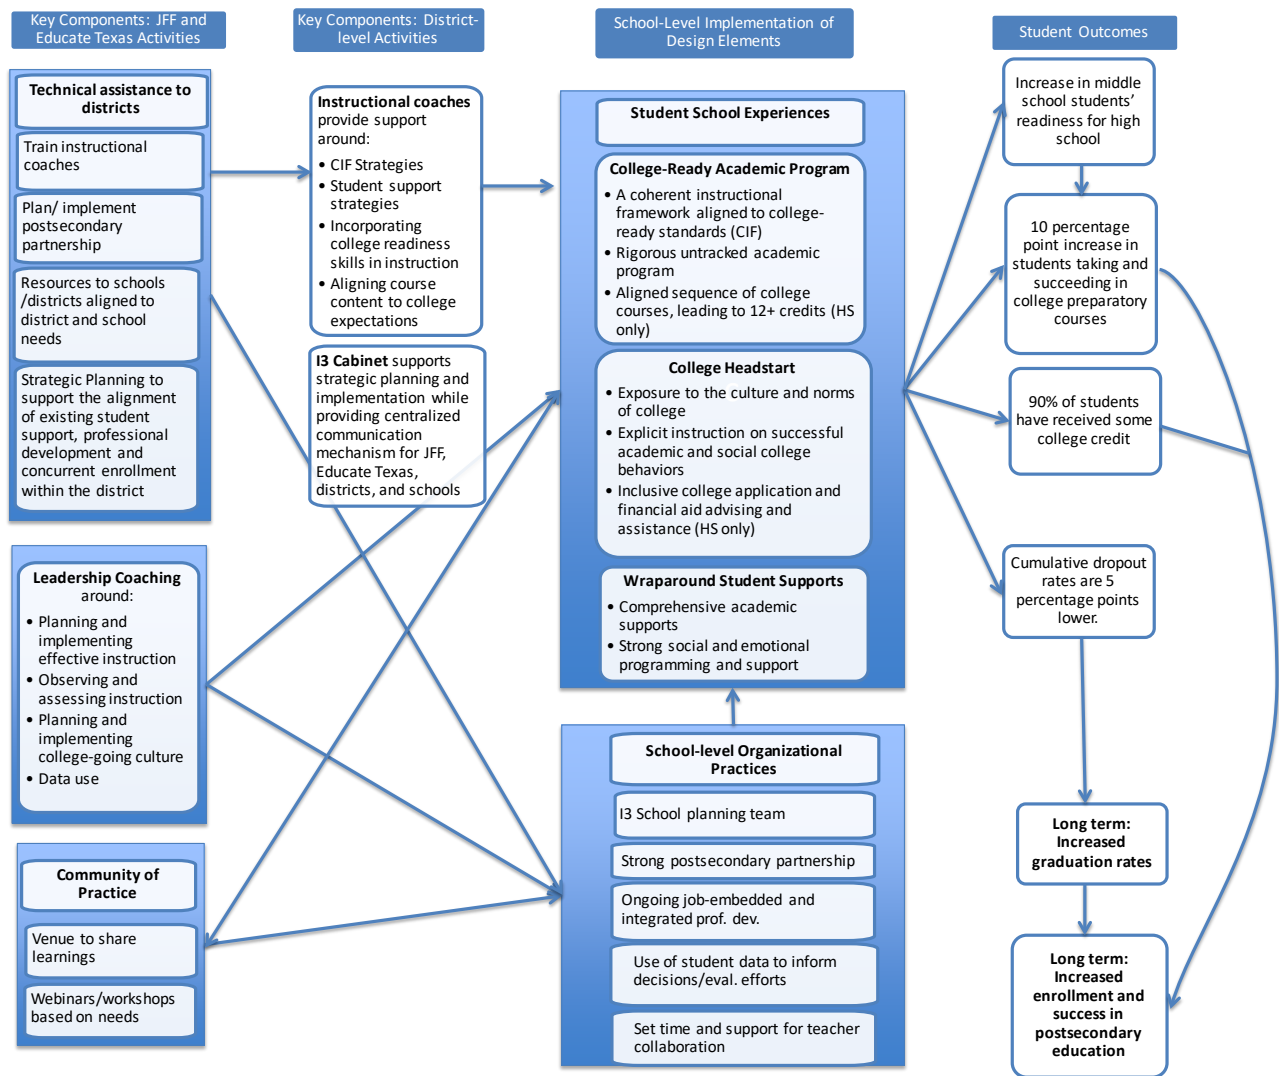 Key Components: JFF and
Educate Texas Activities
Technical assistance to
districts
Train instructional
coaches
Plan/ implement
postsecondary
partnership
Resources to schools
/districts aligned to
district and school
needs
Strategic Planning to
support the alignment
of existing student
support, professional
development and
concurrent enrollment
within the district
Leadership Coaching
around:
• Planning and
implementing
effective instruction
• Observing and
assessing instruction
• Planning and
implementing
college-going culture
• Data use
Community of
Practice
Venue to share
learnings
Webinars/workshops
based on needs
Key Components: District-
level Activities
Instructional coaches
provide support
around:
• CIF Strategies
• Student support
strategies
• Incorporating
college readiness
skills in instruction
• Aligning course
content to college
expectations
I3 Cabinet supports
strategic planning and
implementation while
providing centralized
communication
mechanism for JFF,
Educate Texas,
districts, and schools
School-Level Implementation of
Design Elements
Student School Experiences
College-Ready Academic Program
• A coherent instructional
framework aligned to college-
ready standards (CIF)
• Rigorous untracked academic
program
• Aligned sequence of college
courses, leading to 12+ credits (HS
only)
College Headstart
• Exposure to the culture and norms
of college
• Explicit instruction on successful
academic and social college
behaviors
• Inclusive college application and
financial aid advising and
assistance (HS only)
Wraparound Student Supports
• Comprehensive academic
supports
• Strong social and emotional
programming and support
School-level Organizational
Practices
I3 School planning team
Strong postsecondary partnership
Ongoing job-embedded and
integrated prof. dev.
Use of student data to inform
decisions/eval. efforts
Set time and support for teacher
collaboration
Student Outcomes
Increase in middle
school students'
readiness for high
school
10 percentage
point increase in
students taking and
succeeding in
college preparatory
courses
90% of students
have received some
college credit
Cumulative dropout
rates are 5
percentage points
lower.
Long term:
Increased
graduation rates
Long term:
Increased
enrollment and
success in
postsecondary
education